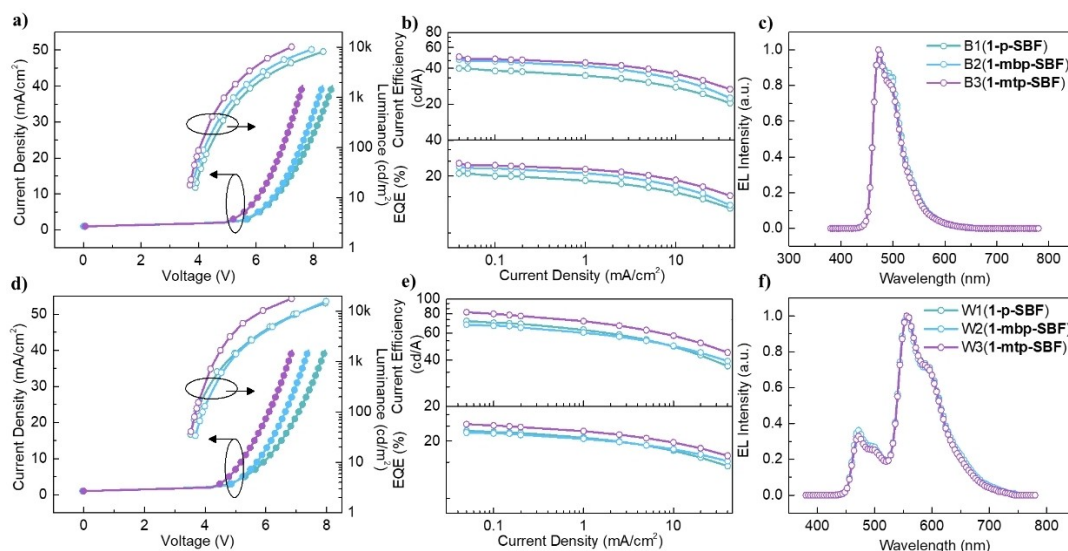 a)
Current Density (mA/cm²)
50
40
30
20
10
0
10k
1k
100
10
1
Luminance (cd/m²)
0
2
4
6
8
Voltage (V)
b)
Current Efficiency
(cd/A)
80
60
40
20
40
EQE (%)
20
0.1
1
10
Current Density (mA/cm²)
c)
EL Intensity (a.u.)
1.0
0.8
0.6
0.4
0.2
0.0
B1(1-p-SBF)
B2(1-mbp-SBF)
B3(1-mtp-SBF)
300
400
500
600
700
800
Wavelength (nm)
d)
Current Density (mA/cm²)
50
40
30
20
10
0
10k
1k
100
10
1
Luminance (cd/m²)
0
2
4
6
8
Voltage (V)
e)
Current Efficiency
(cd/A)
100
80
60
40
20
EQE (%)
20
0.1
1
10
Current Density (mA/cm²)
f)
EL Intensity (a.u.)
1.0
0.8
0.6
0.4
0.2
0.0
W1(1-p-SBF)
W2(1-mbp-SBF)
W3(1-mtp-SBF)
400
500
600
700
800
Wavelength (nm)